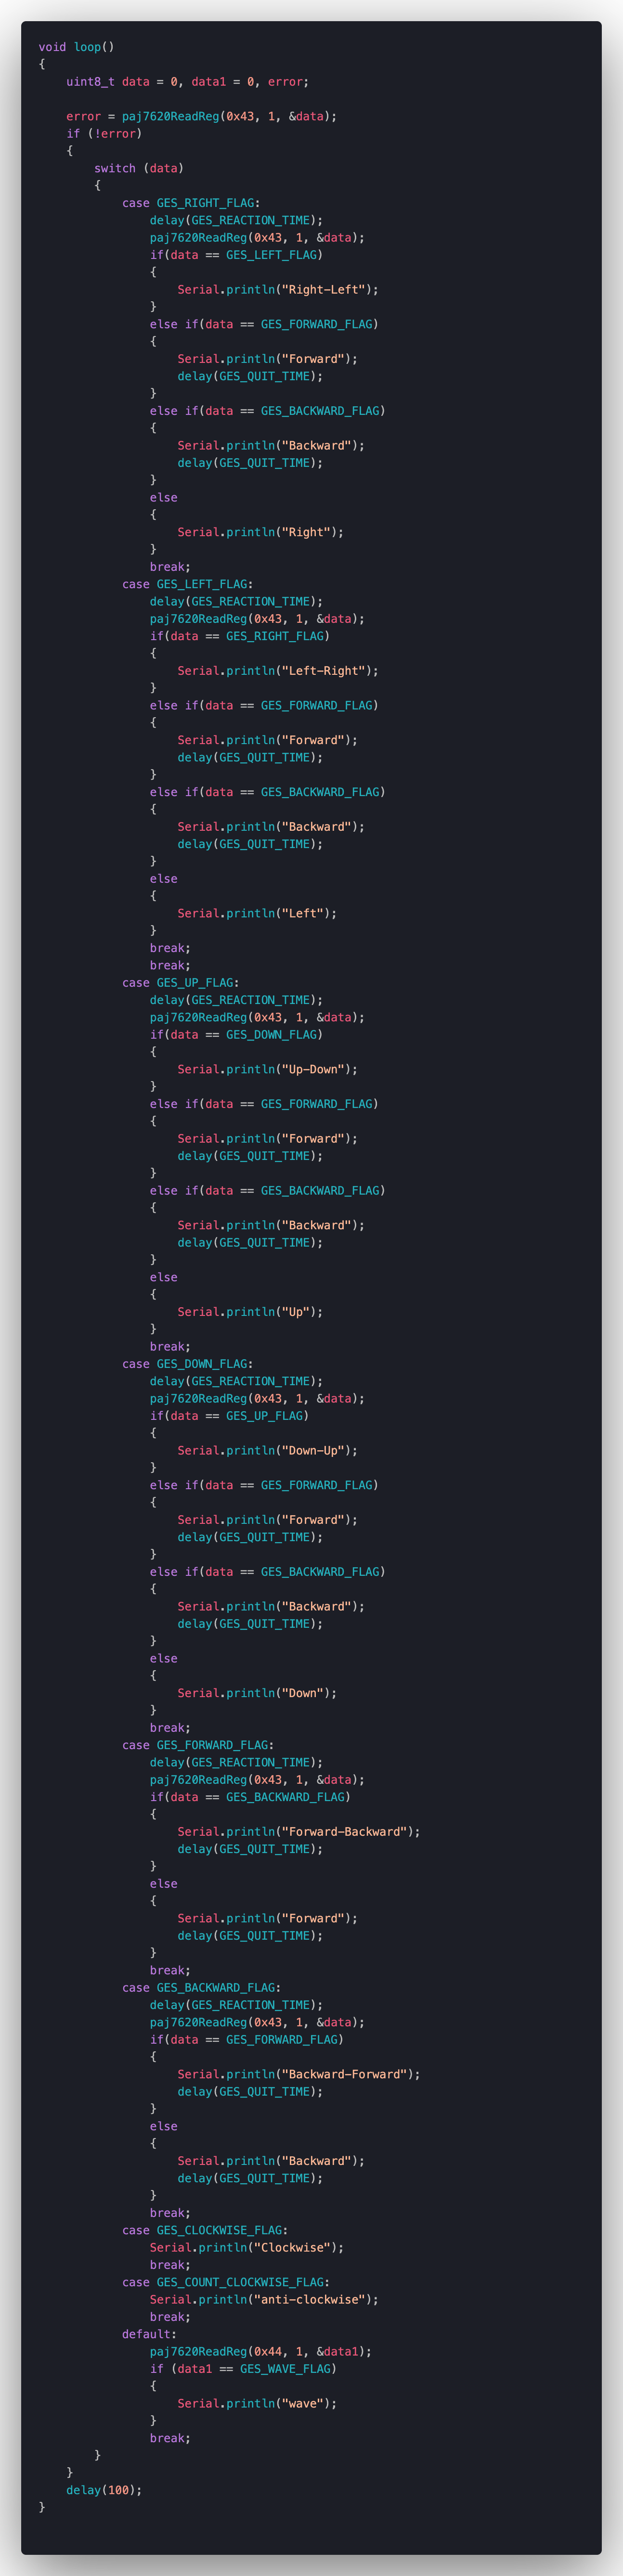 void loop()
{
    uint8_t data = 0, data1 = 0, error;

    error = paj7620ReadReg(0x43, 1, &data);
    if (!error)
    {
        switch (data)
        {
            case GES_RIGHT_FLAG:
                delay(GES_REACTION_TIME);
                paj7620ReadReg(0x43, 1, &data);
                if(data == GES_LEFT_FLAG)
                {
                    Serial.println("Right-Left");
                }
                else if(data == GES_FORWARD_FLAG)
                {
                    Serial.println("Forward");
                    delay(GES_QUIT_TIME);
                }
                else if(data == GES_BACKWARD_FLAG)
                {
                    Serial.println("Backward");
                    delay(GES_QUIT_TIME);
                }
                else
                {
                    Serial.println("Right");
                }
                break;
            case GES_LEFT_FLAG:
                delay(GES_REACTION_TIME);
                paj7620ReadReg(0x43, 1, &data);
                if(data == GES_RIGHT_FLAG)
                {
                    Serial.println("Left-Right");
                }
                else if(data == GES_FORWARD_FLAG)
                {
                    Serial.println("Forward");
                    delay(GES_QUIT_TIME);
                }
                else if(data == GES_BACKWARD_FLAG)
                {
                    Serial.println("Backward");
                    delay(GES_QUIT_TIME);
                }
                else
                {
                    Serial.println("Left");
                }
                break;
                break;
            case GES_UP_FLAG:
                delay(GES_REACTION_TIME);
                paj7620ReadReg(0x43, 1, &data);
                if(data == GES_DOWN_FLAG)
                {
                    Serial.println("Up-Down");
                }
                else if(data == GES_FORWARD_FLAG)
                {
                    Serial.println("Forward");
                    delay(GES_QUIT_TIME);
                }
                else if(data == GES_BACKWARD_FLAG)
                {
                    Serial.println("Backward");
                    delay(GES_QUIT_TIME);
                }
                else
                {
                    Serial.println("Up");
                }
                break;
            case GES_DOWN_FLAG:
                delay(GES_REACTION_TIME);
                paj7620ReadReg(0x43, 1, &data);
                if(data == GES_UP_FLAG)
                {
                    Serial.println("Down-Up");
                }
                else if(data == GES_FORWARD_FLAG)
                {
                    Serial.println("Forward");
                    delay(GES_QUIT_TIME);
                }
                else if(data == GES_BACKWARD_FLAG)
                {
                    Serial.println("Backward");
                    delay(GES_QUIT_TIME);
                }
                else
                {
                    Serial.println("Down");
                }
                break;
            case GES_FORWARD_FLAG:
                delay(GES_REACTION_TIME);
                paj7620ReadReg(0x43, 1, &data);
                if(data == GES_BACKWARD_FLAG)
                {
                    Serial.println("Forward-Backward");
                    delay(GES_QUIT_TIME);
                }
                else
                {
                    Serial.println("Forward");
                    delay(GES_QUIT_TIME);
                }
                break;
            case GES_BACKWARD_FLAG:
                delay(GES_REACTION_TIME);
                paj7620ReadReg(0x43, 1, &data);
                if(data == GES_FORWARD_FLAG)
                {
                    Serial.println("Backward-Forward");
                    delay(GES_QUIT_TIME);
                }
                else
                {
                    Serial.println("Backward");
                    delay(GES_QUIT_TIME);
                }
                break;
            case GES_CLOCKWISE_FLAG:
                Serial.println("Clockwise");
                break;
            case GES_COUNT_CLOCKWISE_FLAG:
                Serial.println("anti-clockwise");
                break;
            default:
                paj7620ReadReg(0x44, 1, &data1);
                if (data1 == GES_WAVE_FLAG)
                {
                    Serial.println("wave");
                }
                break;
        }
    }
    delay(100);
}